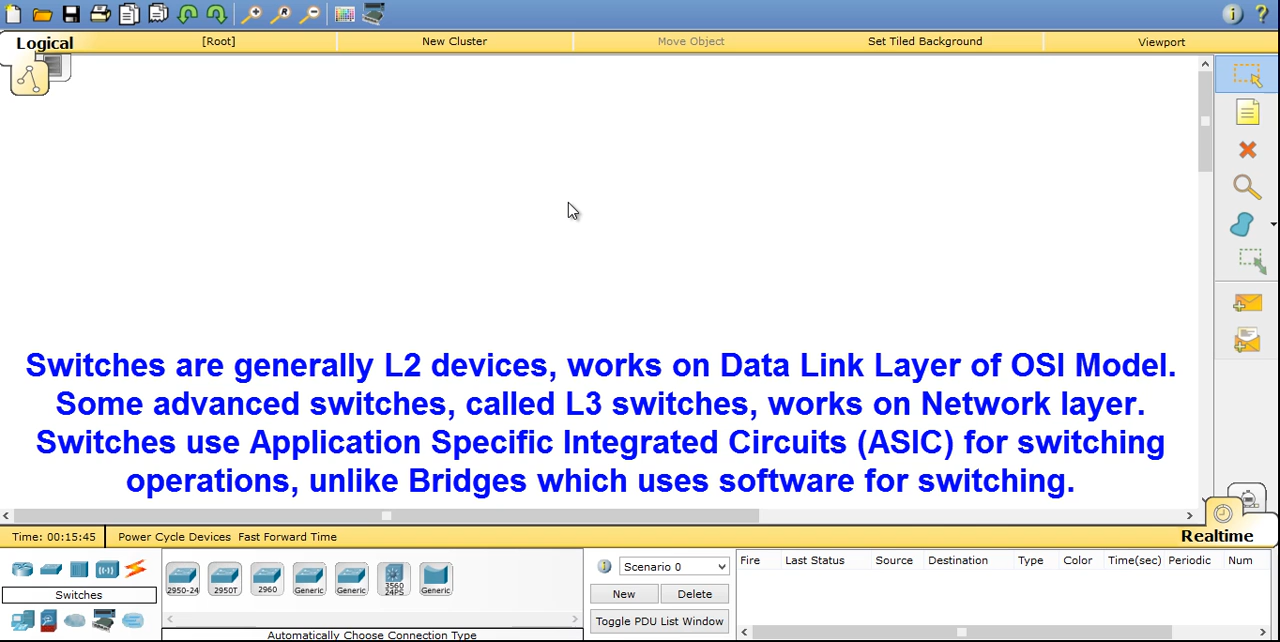 Logical [Root] New Cluster Move Object Set Tiled Background Viewport
Switches are generally L2 devices, works on Data Link Layer of OSI Model.
Some advanced switches, called L3 switches, works on Network layer.
Switches use Application Specific Integrated Circuits (ASIC) for switching
operations, unlike Bridges which uses software for switching.
Time: 00:15:45 Power Cycle Devices Fast Forward Time Realtime
Scenario 0 Fire Last Status Source Destination Type Color Time(sec) Periodic Num
Switches 2950-24 2950T 2960 Generic Generic 3560 24PS Generic New Delete
Toggle PDU List Window
Automatically Choose Connection Type